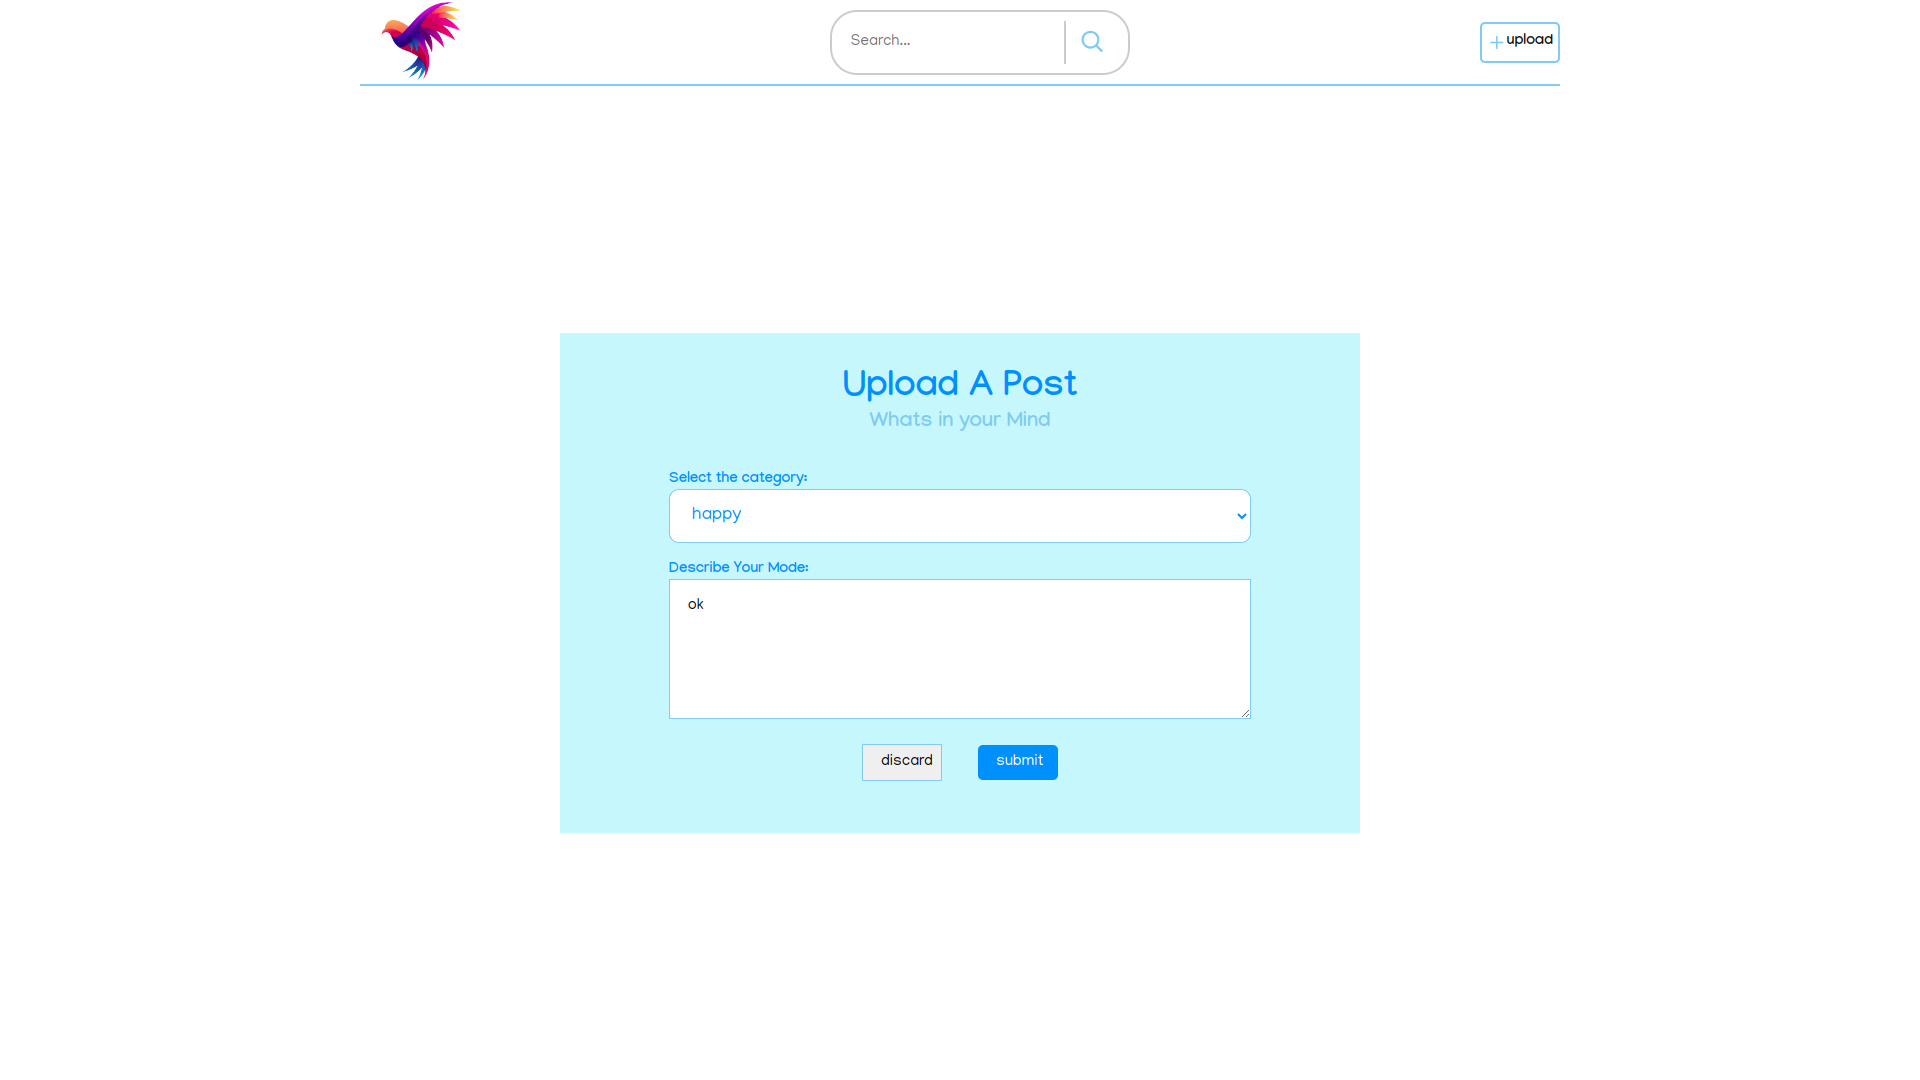 Search...
upload
Upload A Post
Whats in your Mind
Select the category:
happy
Describe Your Mode:
ok
discard
submit